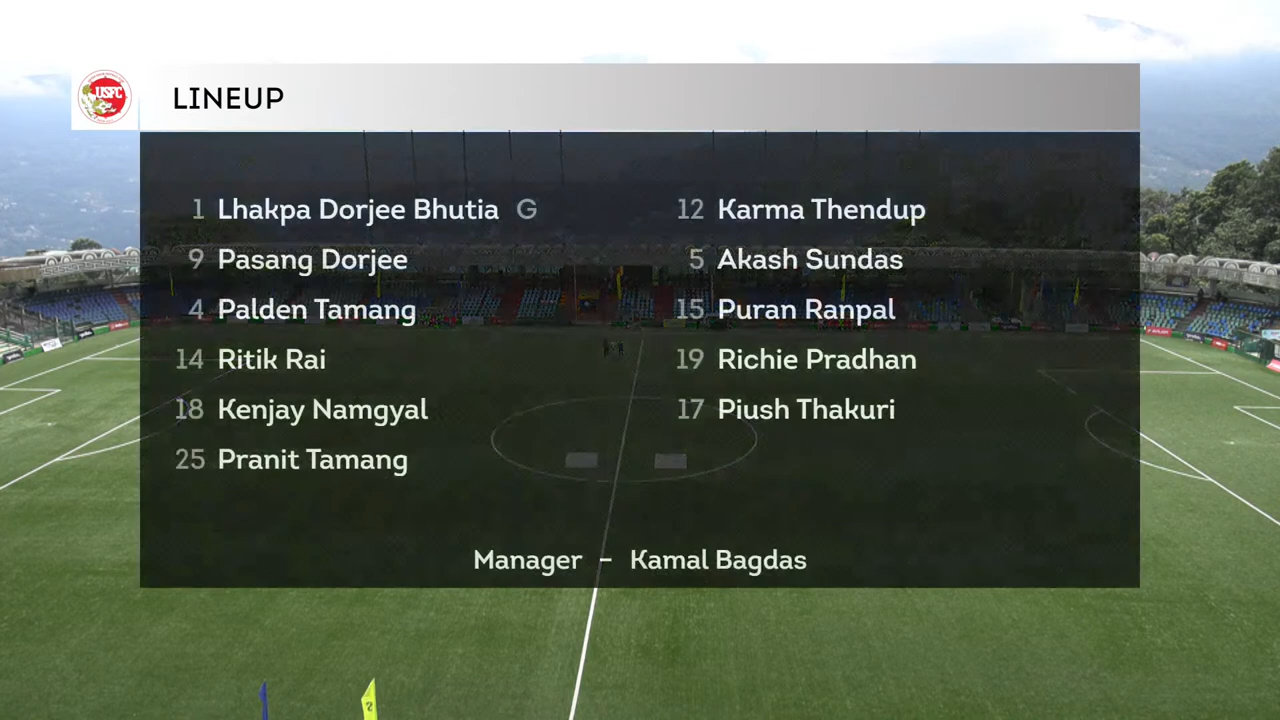 USFC
LINEUP
1 Lhakpa Dorjee Bhutia G
9 Pasang Dorjee
4 Palden Tamang
14 Ritik Rai
18 Kenjay Namgyal
25 Pranit Tamang
12 Karma Thendup
5 Akash Sundas
15 Puran Ranpal
19 Richie Pradhan
17 Piush Thakuri
Manager – Kamal Bagdas